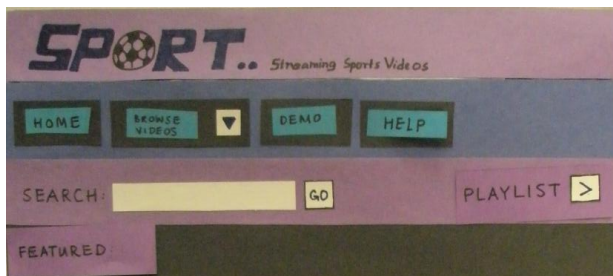 SPORT.. Streaming Sports Videos
HOME BROWSE VIDEOS ▼ DEMO HELP
SEARCH: GO PLAYLIST >
FEATURED: